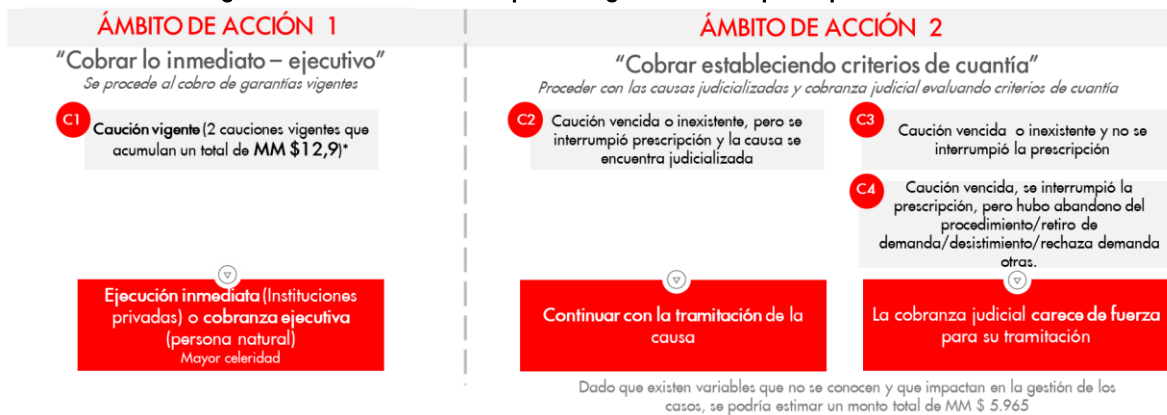 ÁMBITO DE ACCIÓN 1
“Cobrar lo inmediato – ejecutivo”
Se procede al cobro de garantías vigentes
C1
Caución vigente (2 cauciones vigentes que
acumulan un total de MM $12,9)*
Ejecución inmediata (Instituciones
privadas) o cobranza ejecutiva
(persona natural)
Mayor celeridad
ÁMBITO DE ACCIÓN 2
“Cobrar estableciendo criterios de cuantía”
Proceder con las causas judicializadas y cobranza judicial evaluando criterios de cuantía
C2
Caución vencida o inexistente, pero se
interrumpió prescripción y la causa se
encuentra judicializada
Continuar con la tramitación de la
causa
C3
Caución vencida o inexistente y no se
interrumpió la prescripción
C4
Caución vencida, se interrumpió la
prescripción, pero hubo abandono del
procedimiento/retiro de
demanda/desistimiento/rechaza demanda
otras.
La cobranza judicial carece de fuerza
para su tramitación
Dado que existen variables que no se conocen y que impactan en la gestión de los
casos, se podría estimar un monto total de MM $ 5.965